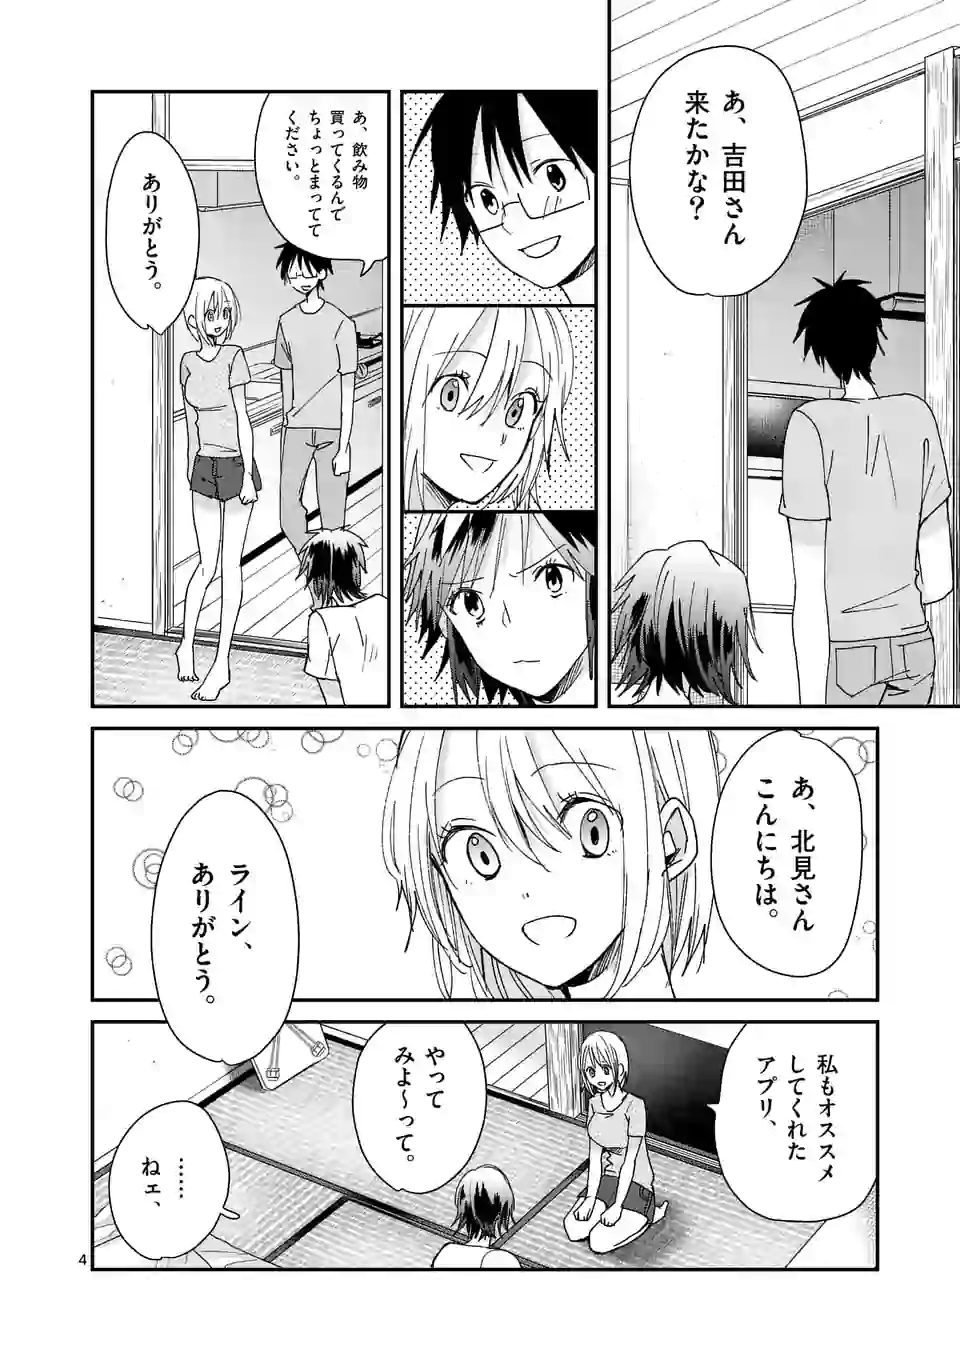 あ、吉田さん
来たかな？
あ、飲み物
買ってくるんで
ちょっとまってて
ください。
ありがとう。
あ、北見さん
こんにちは。
ライン、
ありがとう。
私もオススメ
してくれた
アプリ、
やって
みよ〜って。
……
ねェ、
4